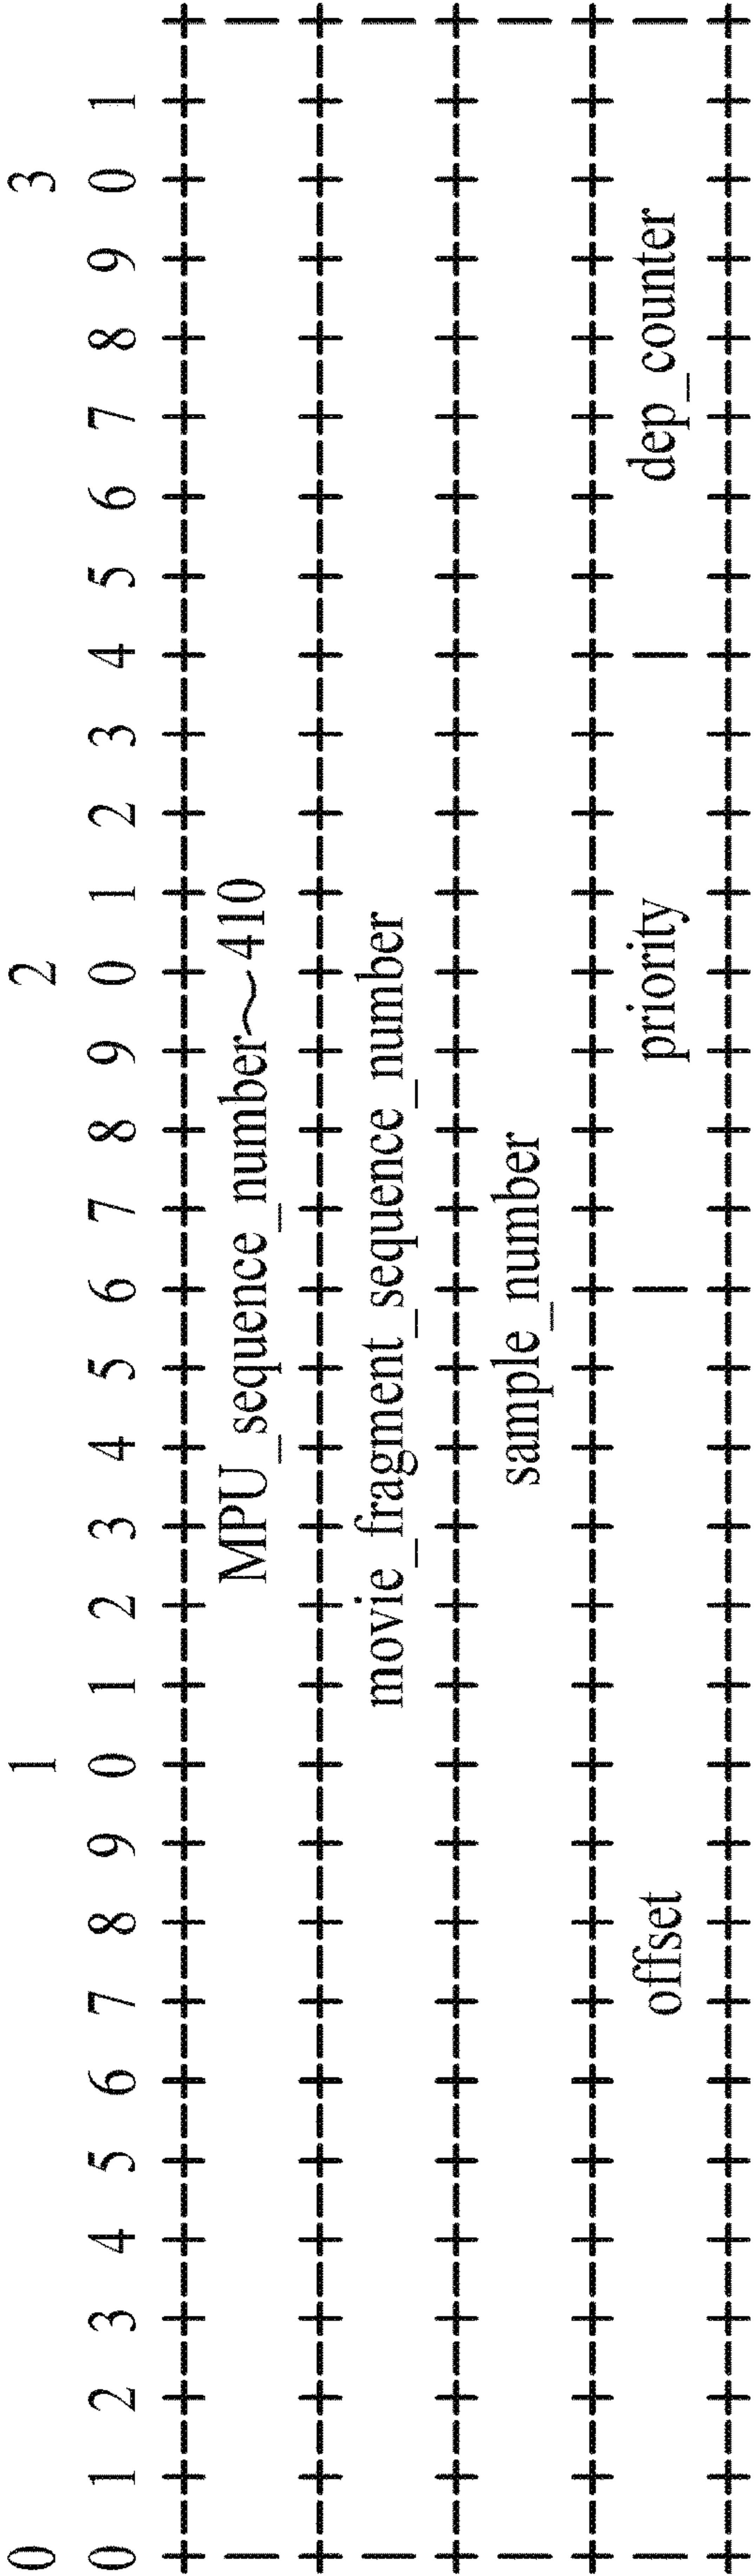 0 1 2 3
0 1 2 3 4 5 6 7 8 9 0 1 2 3 4 5 6 7 8 9 0 1 2 3 4 5 6 7 8 9 0 1
+-+-+-+-+-+-+-+-+-+-+-+-+-+-+-+-+-+-+-+-+-+-+-+-+-+-+-+-+-+-+-+-+
| MPU_sequence_number~410 |
+-+-+-+-+-+-+-+-+-+-+-+-+-+-+-+-+-+-+-+-+-+-+-+-+-+-+-+-+-+-+-+-+
| movie_fragment_sequence_number |
+-+-+-+-+-+-+-+-+-+-+-+-+-+-+-+-+-+-+-+-+-+-+-+-+-+-+-+-+-+-+-+-+
| sample_number |
+-+-+-+-+-+-+-+-+-+-+-+-+-+-+-+-+-+-+-+-+-+-+-+-+-+-+-+-+-+-+-+-+
| offset | priority | dep_counter |
+-+-+-+-+-+-+-+-+-+-+-+-+-+-+-+-+-+-+-+-+-+-+-+-+-+-+-+-+-+-+-+-+